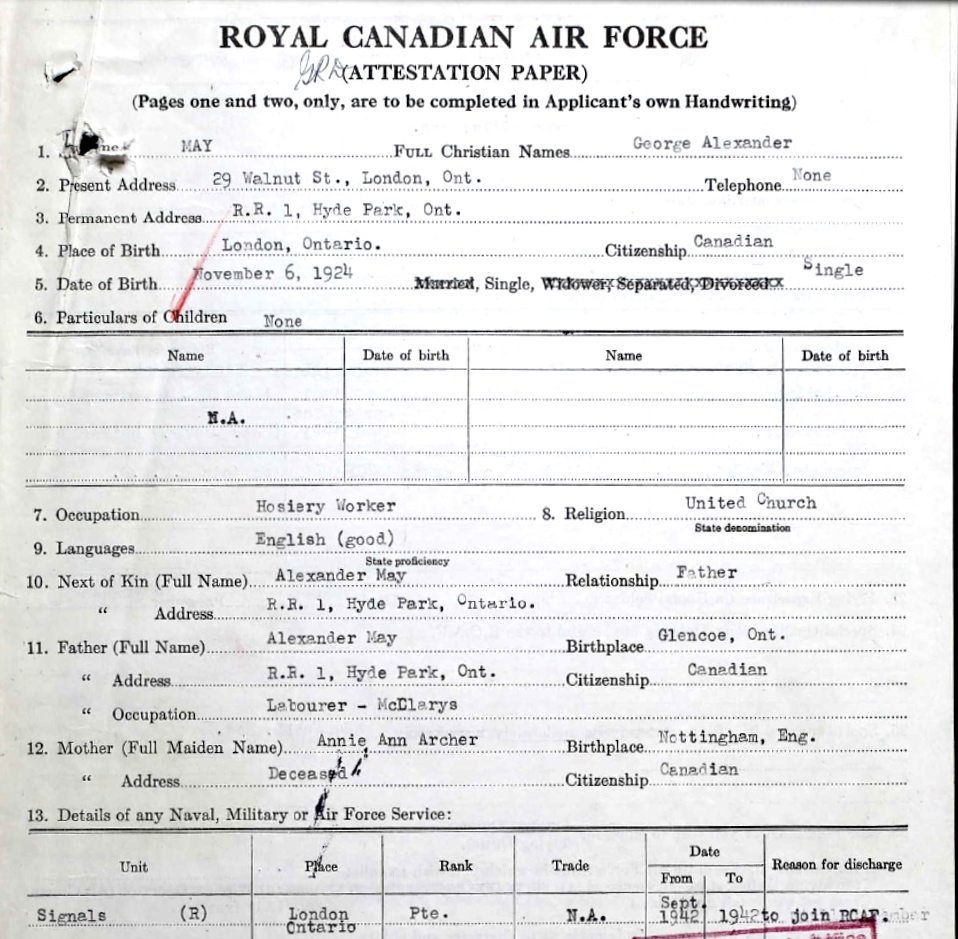 ROYAL CANADIAN AIR FORCE
(ATTESTATION PAPER)
(Pages one and two, only, are to be completed in Applicant's own Handwriting)
1. MAY FULL Christian Names George Alexander
2. Present Address 29 Walnut St., London, Ont. Telephone None
3. Permanent Address R.R. 1, Hyde Park, Ont.
4. Place of Birth London, Ontario. Citizenship Canadian
5. Date of Birth November 6, 1924 Married, Single, Widower, Separated, Divorced Single
6. Particulars of Children None
Name Date of birth Name Date of birth
N.A.
7. Occupation Hosiery Worker 8. Religion United Church
State denomination
9. Languages English (good)
State proficiency
10. Next of Kin (Full Name) Alexander May Relationship Father
" Address R.R. 1, Hyde Park, Ontario.
11. Father (Full Name) Alexander May Birthplace Glencoe, Ont.
" Address R.R. 1, Hyde Park, Ont. Citizenship Canadian
" Occupation Labourer - McClarys
12. Mother (Full Maiden Name) Annie Ann Archer Birthplace Nottingham, Eng.
" Address Deceased Citizenship Canadian
13. Details of any Naval, Military or Air Force Service:
Unit Place Rank Trade Date Reason for discharge
From To
Signals (R) London Pte. N.A. Sept. 1942 1942 to join RCAF.
Ontario